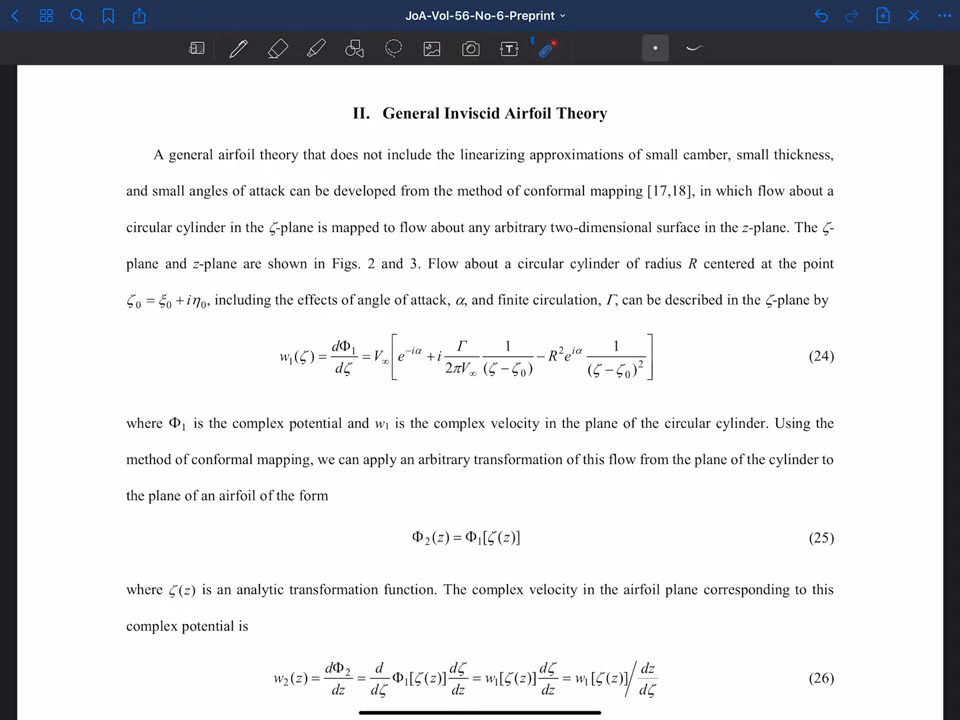 JoA-Vol-56-No-6-Preprint
T
II. General Inviscid Airfoil Theory
A general airfoil theory that does not include the linearizing approximations of small camber, small thickness,
and small angles of attack can be developed from the method of conformal mapping [17,18], in which flow about a
circular cylinder in the ζ-plane is mapped to flow about any arbitrary two-dimensional surface in the z-plane. The ζ-
plane and z-plane are shown in Figs. 2 and 3. Flow about a circular cylinder of radius R centered at the point
ζ₀ = ξ₀ + iη₀, including the effects of angle of attack, α, and finite circulation, Γ, can be described in the ζ-plane by
w₁(ζ) = dΦ₁/dζ = V∞[e^{−iα} + i Γ/(2πV∞) 1/(ζ − ζ₀) − R²e^{iα} 1/(ζ − ζ₀)²] (24)
where Φ₁ is the complex potential and w₁ is the complex velocity in the plane of the circular cylinder. Using the
method of conformal mapping, we can apply an arbitrary transformation of this flow from the plane of the cylinder to
the plane of an airfoil of the form
Φ₂(z) = Φ₁[ζ(z)] (25)
where ζ(z) is an analytic transformation function. The complex velocity in the airfoil plane corresponding to this
complex potential is
w₂(z) = dΦ₂/dz = d/dζ Φ₁[ζ(z)] dζ/dz = w₁[ζ(z)] dζ/dz = w₁[ζ(z)] / dz/dζ (26)